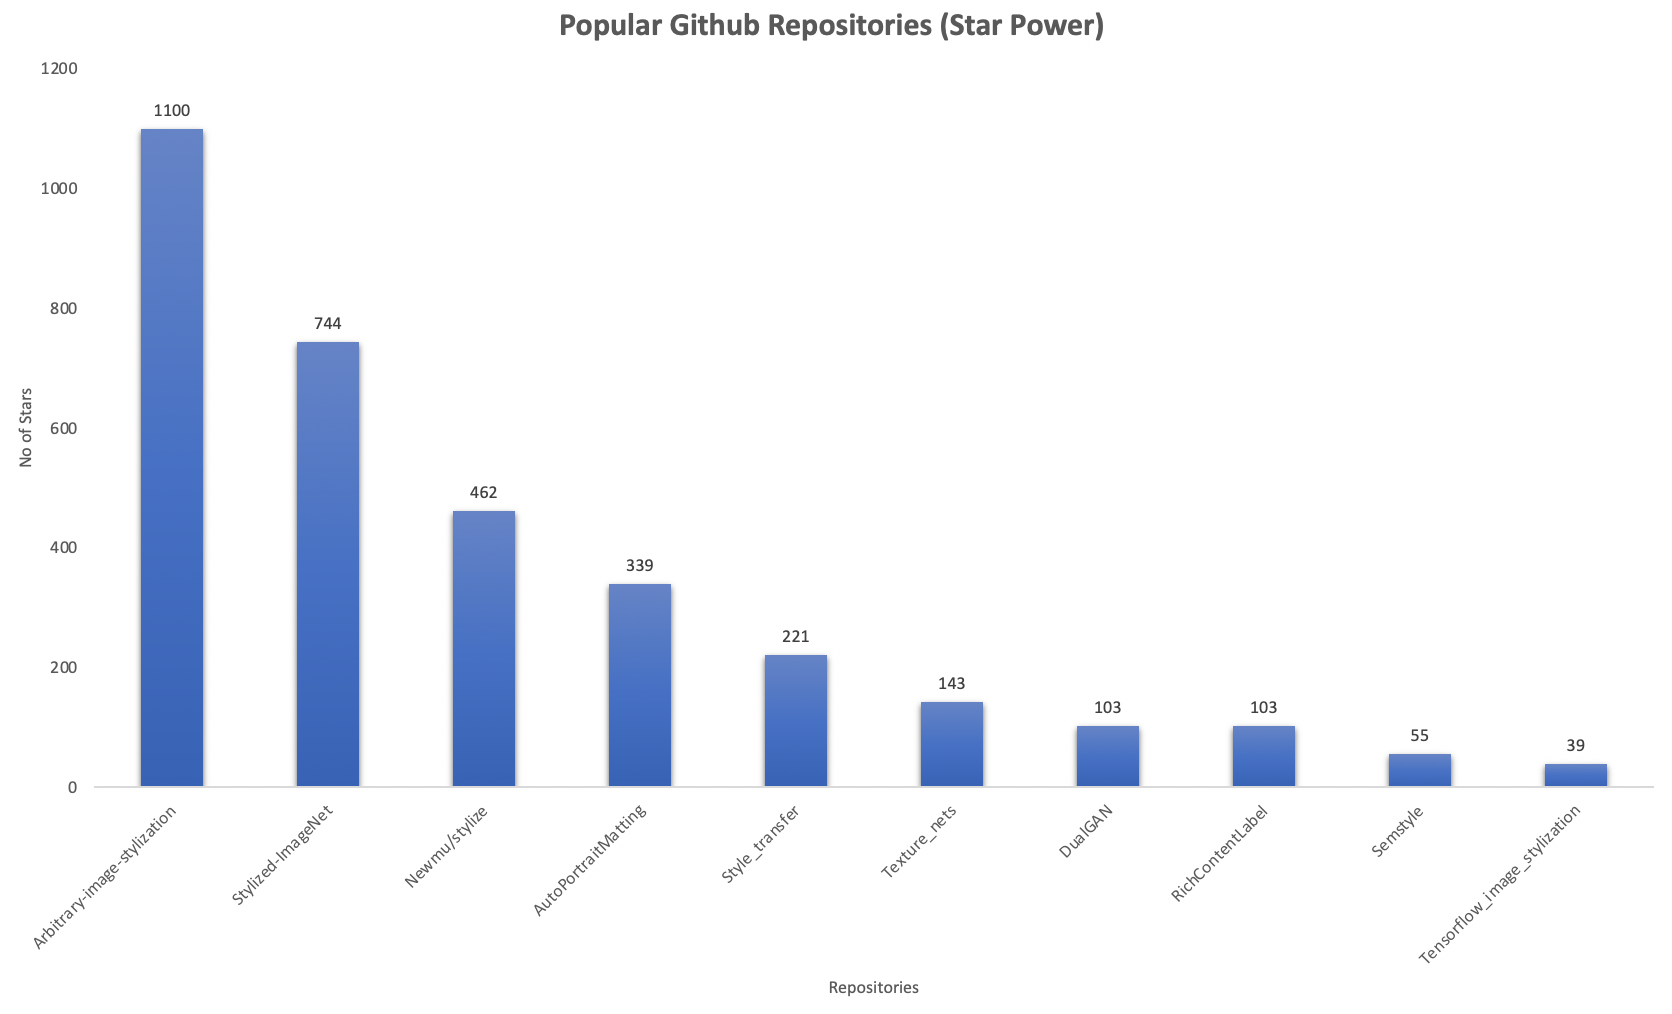 Popular Github Repositories (Star Power)
No of Stars
1200
1000
800
600
400
200
0
1100
744
462
339
221
143
103
103
55
39
Arbitrary-image-stylization
Stylized-ImageNet
Newmu/stylize
AutoPortraitMatting
Style_transfer
Texture_nets
DualGAN
RichContentLabel
Semstyle
Tensorflow_image_stylization
Repositories